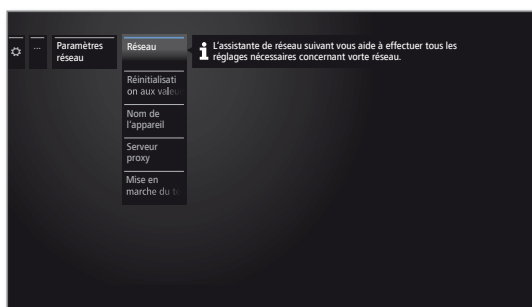 ... Paramètres réseau
Réseau
L'assistante de réseau suivant vous aide à effectuer tous les
réglages nécessaires concernant vorte réseau.
Réinitialisati
on aux valeu
Nom de
l'appareil
Serveur
proxy
Mise en
marche du té